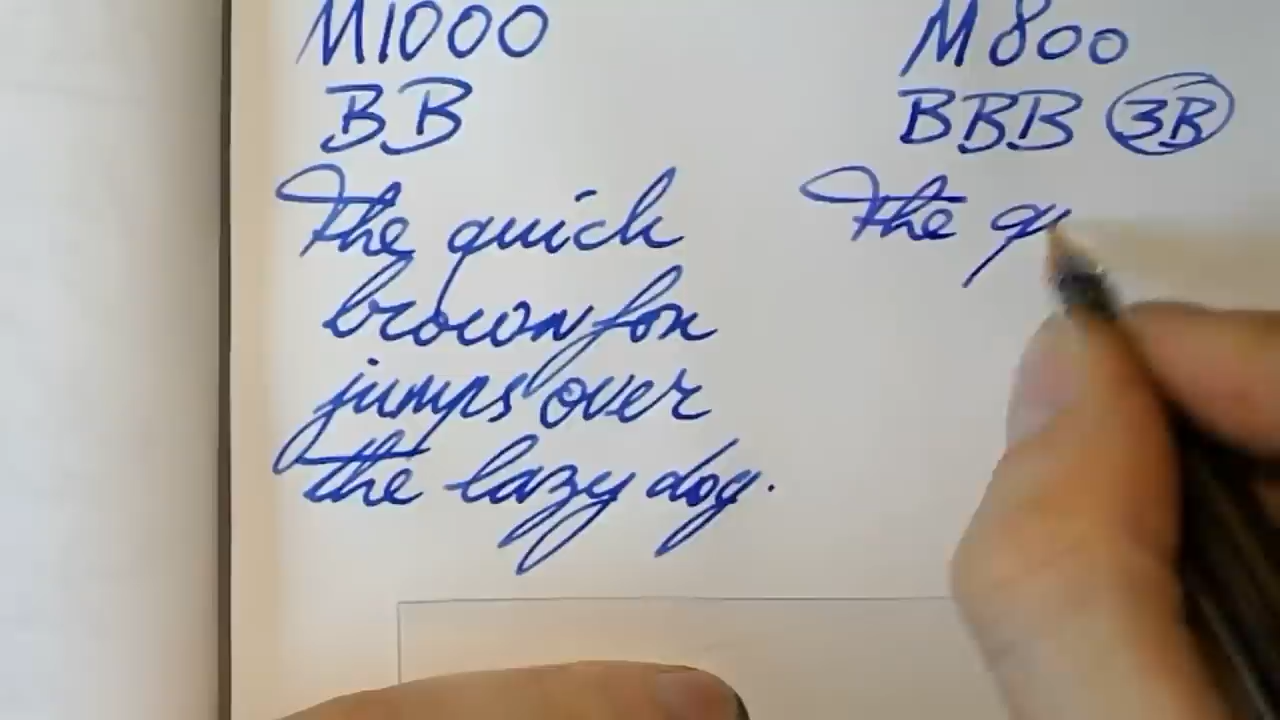 M1000
BB
The quick
brown fox
jumps over
the lazy dog.
M800
BBB 3B
The q